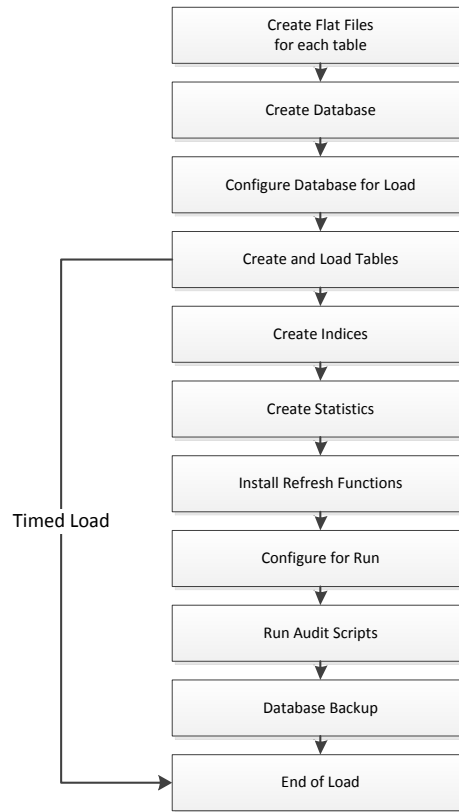 Create Flat Files
for each table
Create Database
Configure Database for Load
Create and Load Tables
Create Indices
Create Statistics
Install Refresh Functions
Timed Load
Configure for Run
Run Audit Scripts
Database Backup
End of Load